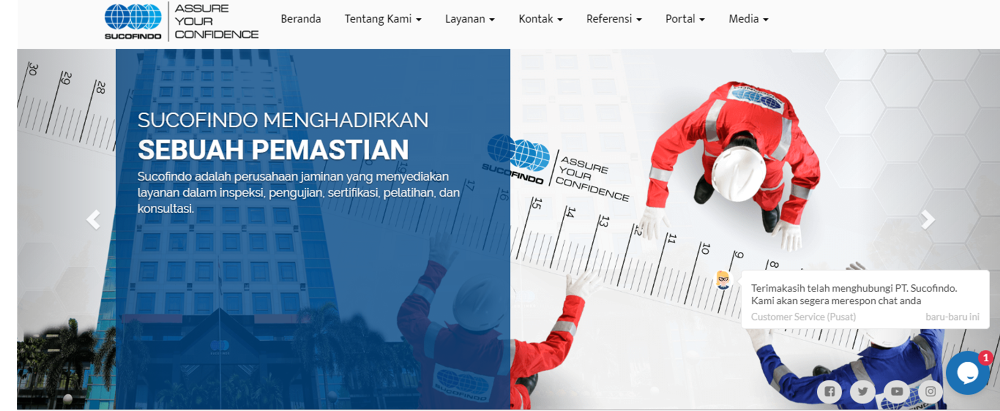 ASSURE
YOUR
CONFIDENCE
SUCOFINDO
Beranda
Tentang Kami
Layanan
Kontak
Referensi
Portal
Media
30
29
28
SUCOFINDO MENGHADIRKAN
SEBUAH PEMASTIAN
Sucofindo adalah perusahaan jaminan yang menyediakan
layanan dalam inspeksi, pengujian, sertifikasi, pelatihan, dan
konsultasi.
SUCOFINDO
ASSURE
YOUR
CONFIDENCE
19
17
16
15
14
13
12
11
10
9
8
Terimakasih telah menghubungi PT. Sucofindo.
Kami akan segera merespon chat anda
Customer Service (Pusat)
baru-baru ini
1
SUCOFINDO
SUCOFINDO